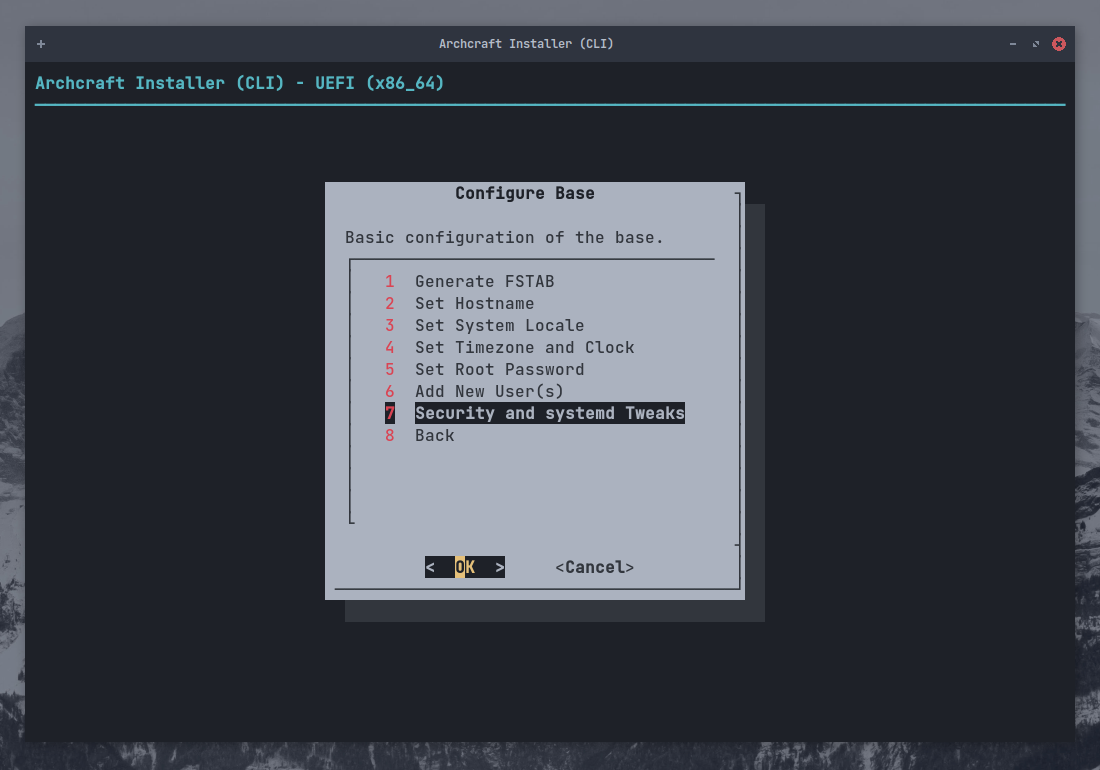 Archcraft Installer (CLI)
Archcraft Installer (CLI) - UEFI (x86_64)
Configure Base
Basic configuration of the base.
1 Generate FSTAB
2 Set Hostname
3 Set System Locale
4 Set Timezone and Clock
5 Set Root Password
6 Add New User(s)
7 Security and systemd Tweaks
8 Back
< OK > <Cancel>